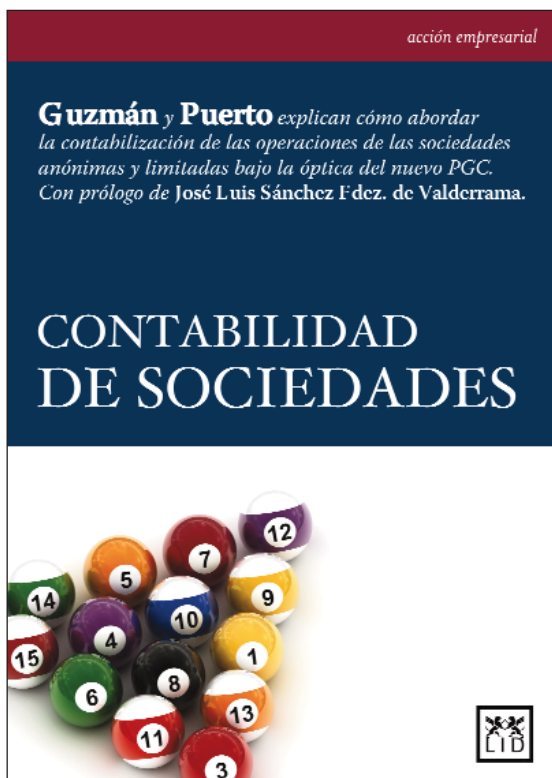 acción empresarial
Guzmán y Puerto explican cómo abordar
la contabilización de las operaciones de las sociedades
anónimas y limitadas bajo la óptica del nuevo PGC.
Con prólogo de José Luis Sánchez Fdez. de Valderrama.
CONTABILIDAD
DE SOCIEDADES
12
7
5
9
14
10
4
1
15
8
6
13
11
3
LID